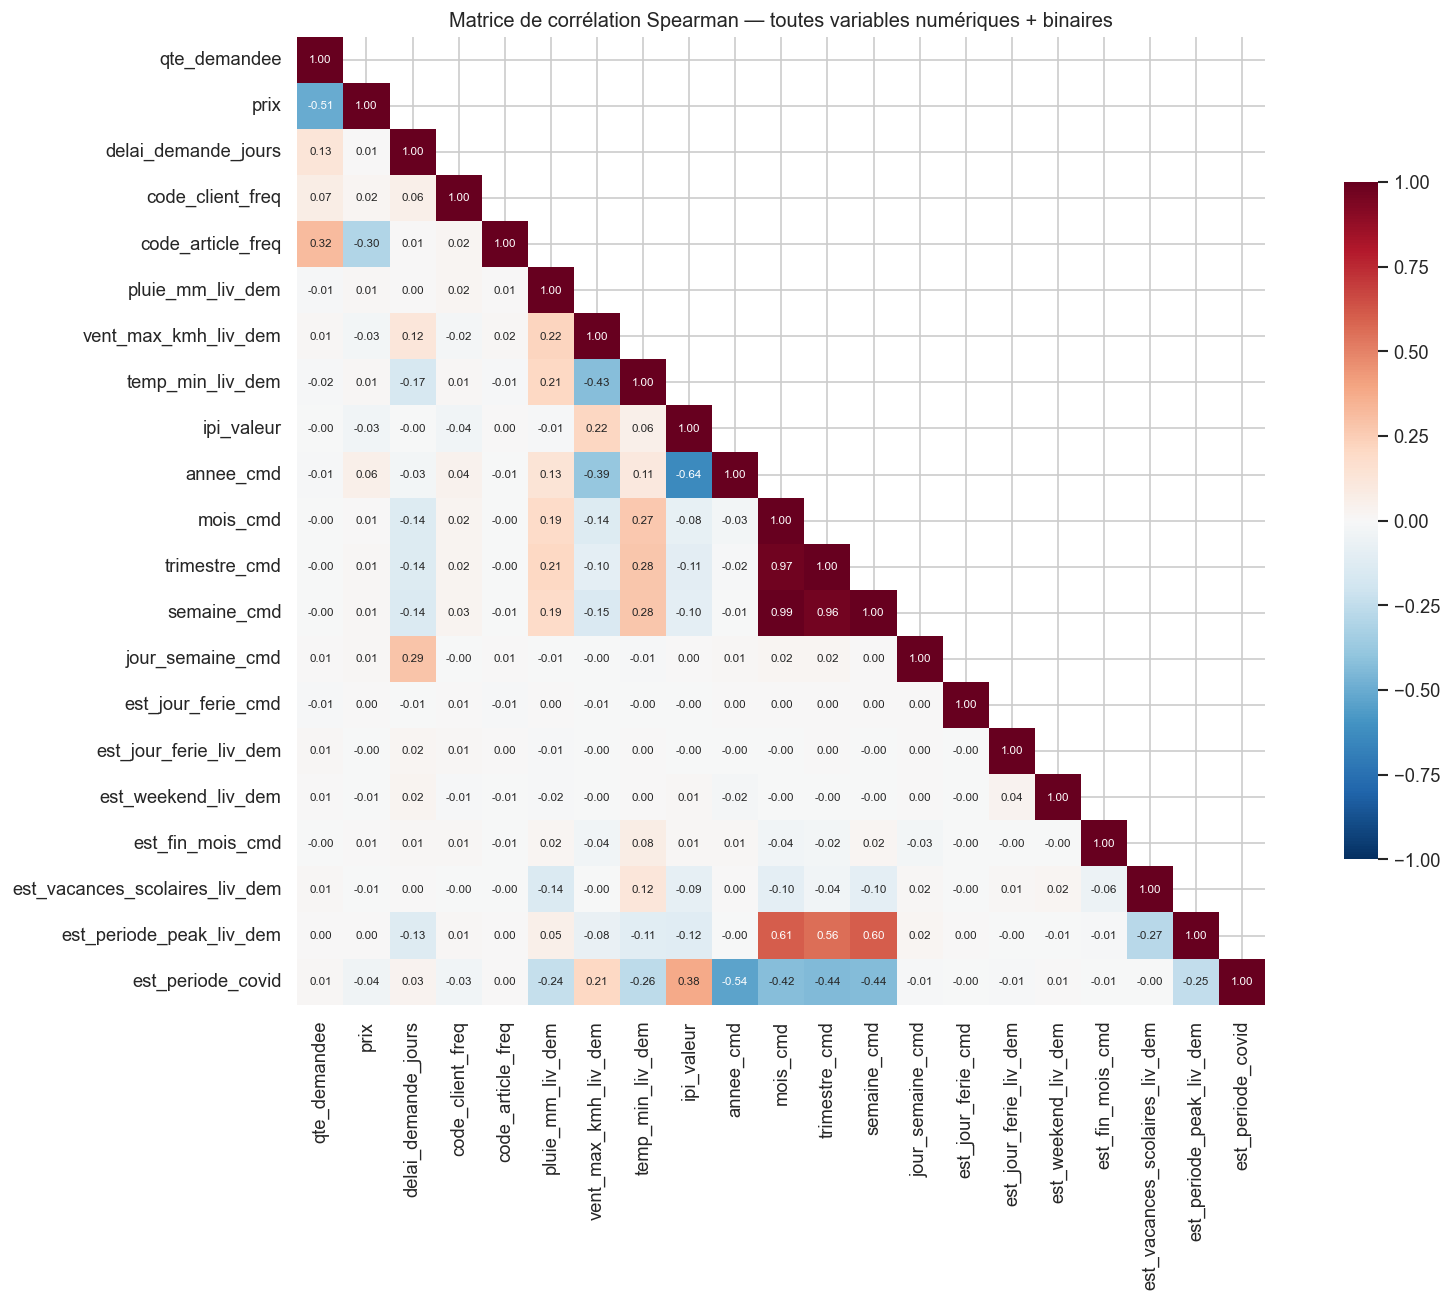 Matrice de corrélation Spearman — toutes variables numériques + binaires
qte_demandee 1.00
prix -0.51 1.00
delai_demande_jours 0.13 0.01 1.00
code_client_freq 0.07 0.02 0.06 1.00
code_article_freq 0.32 -0.30 0.01 0.02 1.00
pluie_mm_liv_dem -0.01 0.01 0.00 0.02 0.01 1.00
vent_max_kmh_liv_dem 0.01 -0.03 0.12 -0.02 0.02 0.22 1.00
temp_min_liv_dem -0.02 0.01 -0.17 0.01 -0.01 0.21 -0.43 1.00
ipi_valeur -0.00 -0.03 -0.00 -0.04 0.00 -0.01 0.22 0.06 1.00
annee_cmd -0.01 0.06 -0.03 0.04 -0.01 0.13 -0.39 0.11 -0.64 1.00
mois_cmd -0.00 0.01 -0.14 0.02 -0.00 0.19 -0.14 0.27 -0.08 -0.03 1.00
trimestre_cmd -0.00 0.01 -0.14 0.02 -0.00 0.21 -0.10 0.28 -0.11 -0.02 0.97 1.00
semaine_cmd -0.00 0.01 -0.14 0.03 -0.01 0.19 -0.15 0.28 -0.10 -0.01 0.99 0.96 1.00
jour_semaine_cmd 0.01 0.01 0.29 -0.00 0.01 -0.01 -0.00 -0.01 0.00 0.01 0.02 0.02 0.00 1.00
est_jour_ferie_cmd -0.01 0.00 -0.01 0.01 -0.01 0.00 -0.01 -0.00 -0.00 0.00 0.00 0.00 0.00 0.00 1.00
est_jour_ferie_liv_dem 0.01 -0.00 0.02 0.01 0.00 -0.01 0.00 -0.00 -0.00 -0.00 -0.00 0.00 -0.00 0.00 -0.00 1.00
est_weekend_liv_dem 0.01 -0.01 0.02 -0.01 -0.01 -0.02 -0.00 0.00 0.01 -0.02 -0.00 -0.00 -0.00 0.00 -0.00 0.04 1.00
est_fin_mois_cmd -0.00 0.01 0.01 0.01 -0.01 0.02 -0.04 0.08 0.01 0.01 -0.04 -0.02 0.02 -0.03 -0.00 -0.00 -0.00 1.00
est_vacances_scolaires_liv_dem 0.01 -0.01 0.00 -0.00 -0.00 -0.14 -0.00 0.12 -0.09 0.00 -0.10 -0.04 -0.10 0.02 -0.00 0.01 0.02 -0.06 1.00
est_periode_peak_liv_dem 0.00 0.00 -0.13 0.01 0.00 0.05 -0.08 -0.11 -0.12 -0.00 0.61 0.56 0.60 0.02 0.00 -0.00 -0.01 -0.01 -0.27 1.00
est_periode_covid 0.01 -0.04 0.03 -0.03 0.00 -0.24 0.21 -0.26 0.38 -0.54 -0.42 -0.44 -0.44 -0.01 -0.00 -0.01 0.01 -0.01 -0.00 -0.25 1.00
qte_demandee
prix
delai_demande_jours
code_client_freq
code_article_freq
pluie_mm_liv_dem
vent_max_kmh_liv_dem
temp_min_liv_dem
ipi_valeur
annee_cmd
mois_cmd
trimestre_cmd
semaine_cmd
jour_semaine_cmd
est_jour_ferie_cmd
est_jour_ferie_liv_dem
est_weekend_liv_dem
est_fin_mois_cmd
est_vacances_scolaires_liv_dem
est_periode_peak_liv_dem
est_periode_covid
1.00
0.75
0.50
0.25
0.00
−0.25
−0.50
−0.75
−1.00